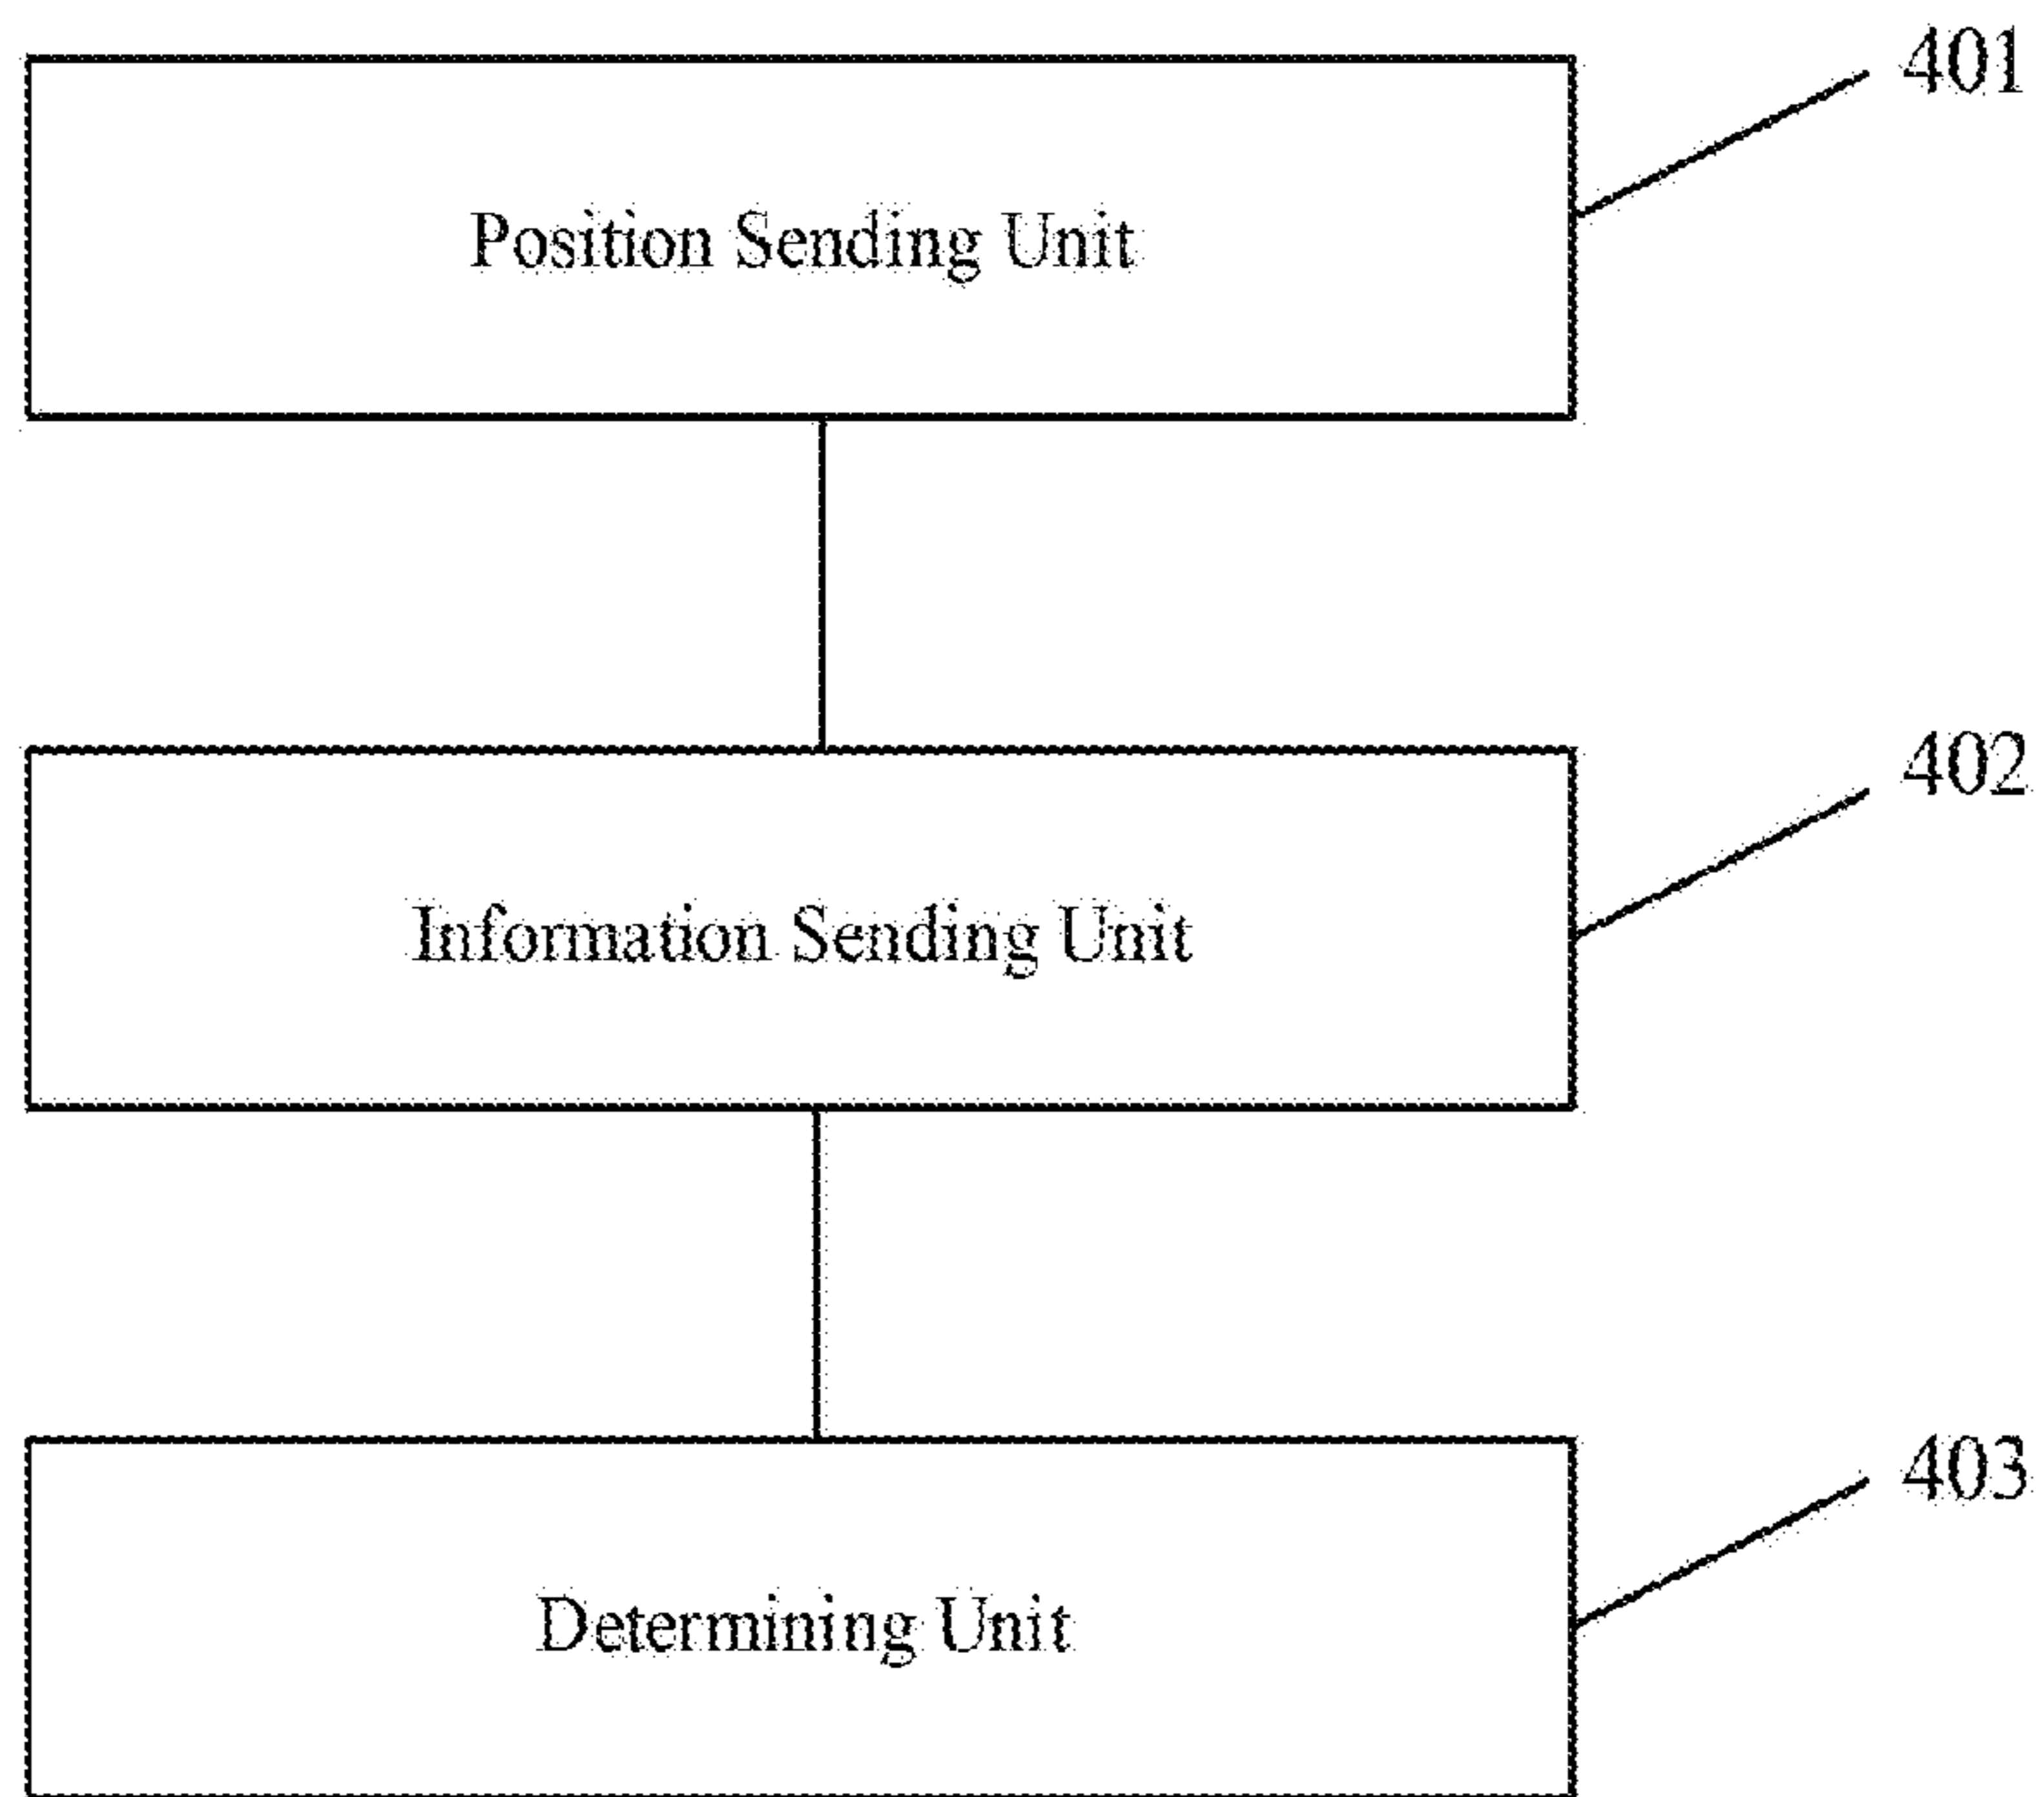 401
Position Sending Unit
402
Information Sending Unit
403
Determining Unit